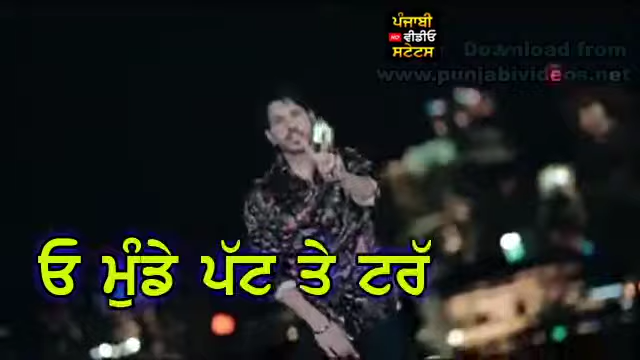 ਪੰਜਾਬੀ
HD ਵੀਡੀਓ
ਸਟੇਟਸ
Download from
www.punjabivideos.net
ਓ ਮੁੰਡੇ ਪੱਟ ਤੇ ਟਰੱ